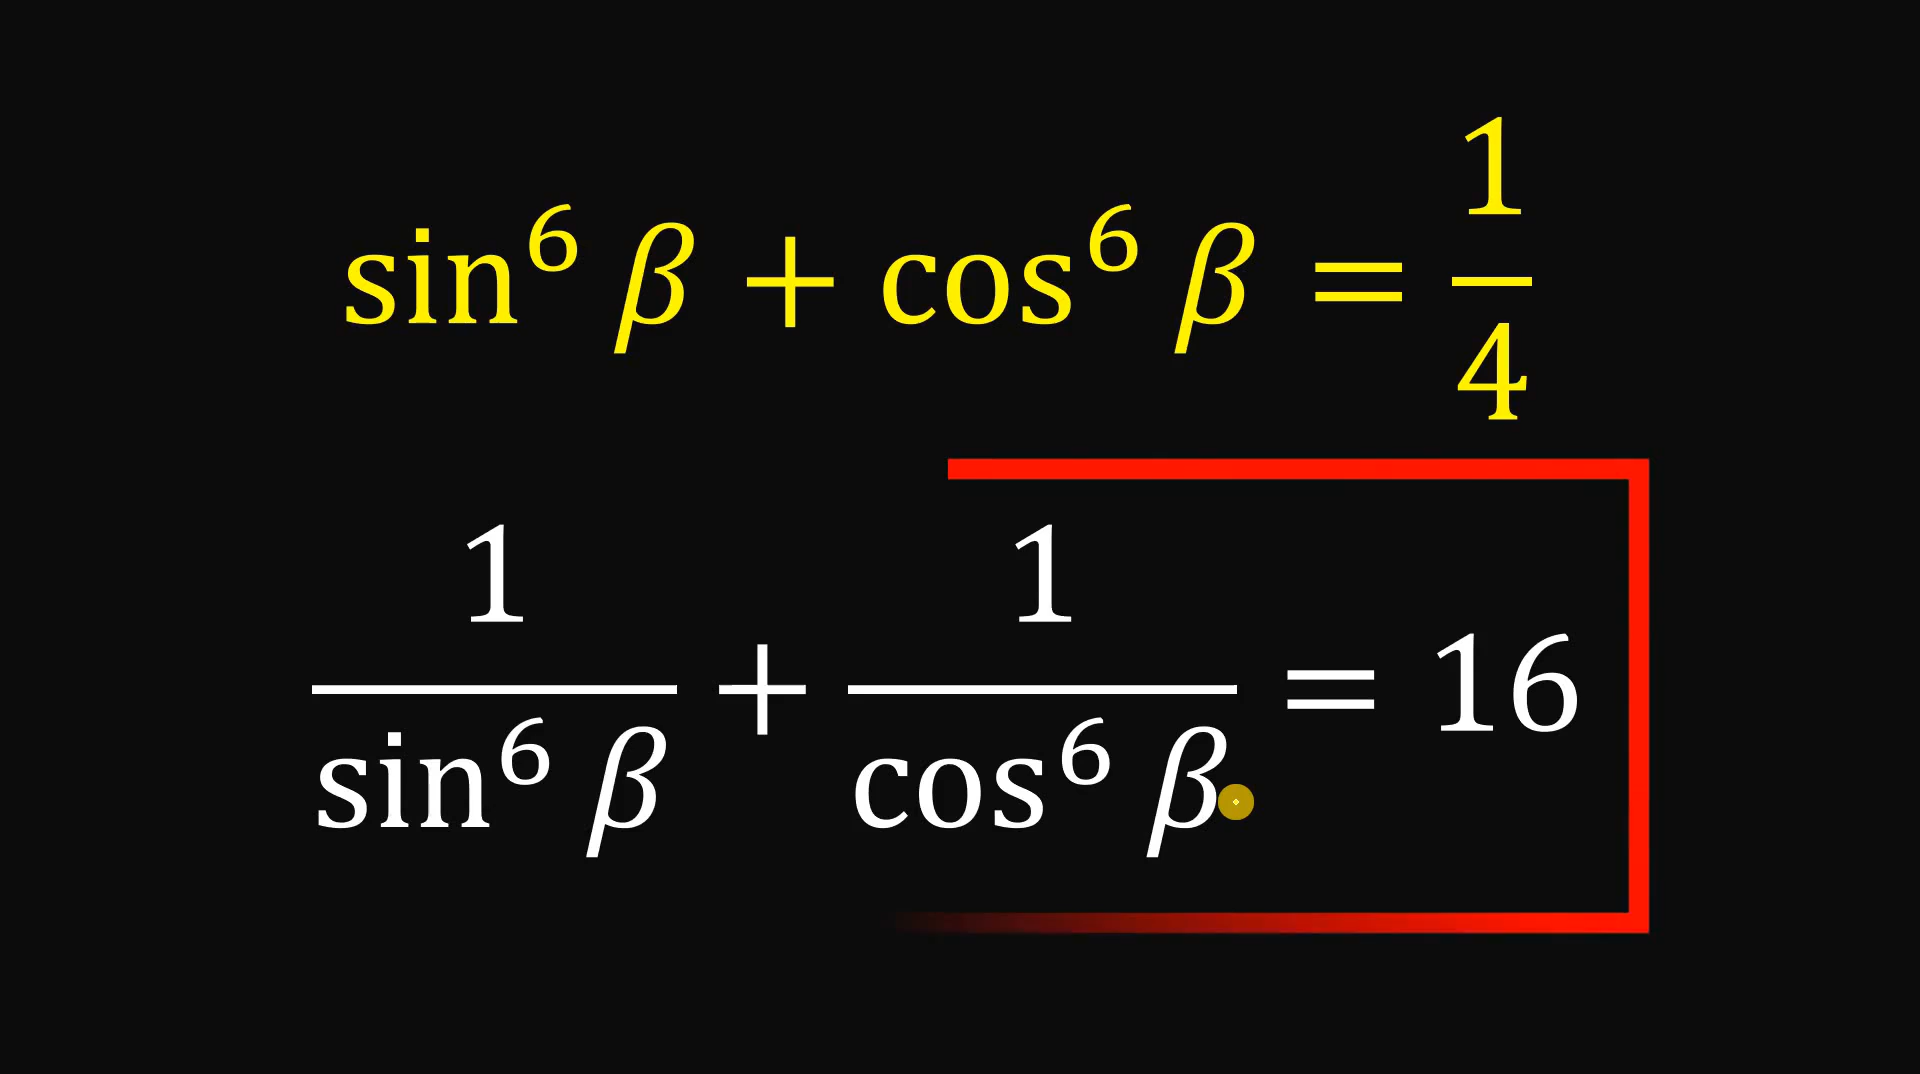 sin⁶ β + cos⁶ β = 1/4
1/sin⁶ β + 1/cos⁶ β = 16